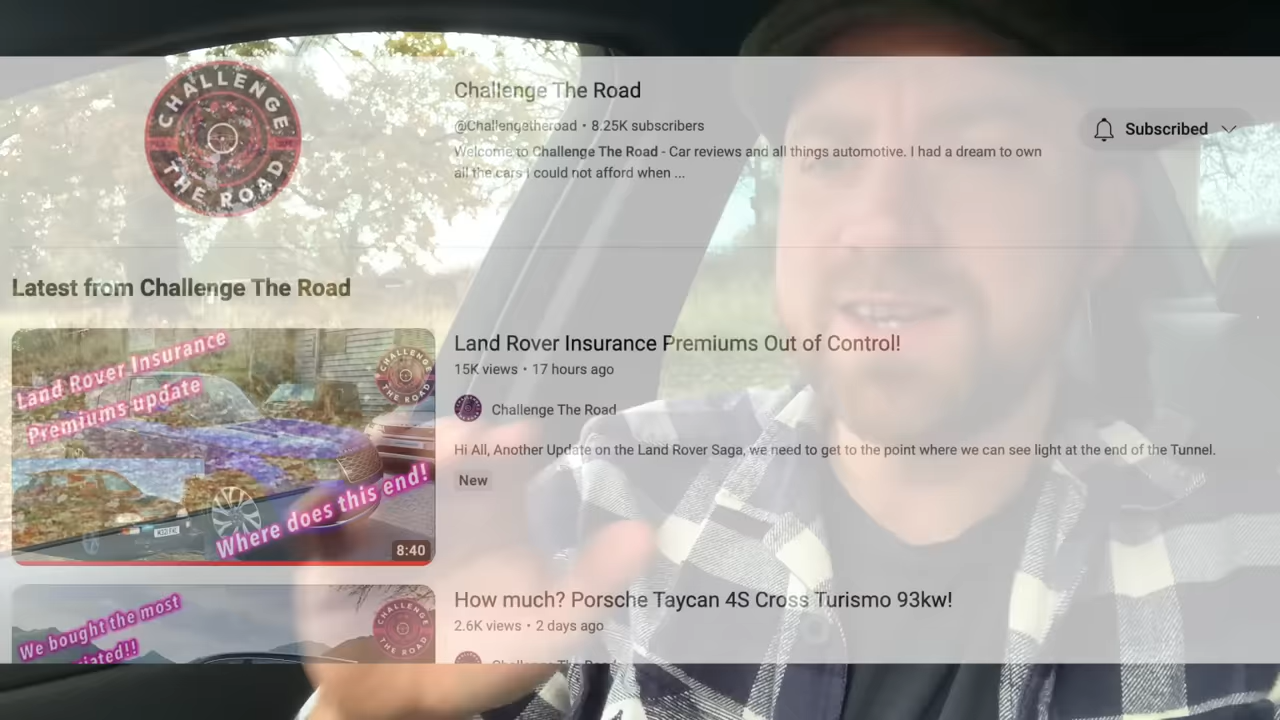 CHALLENGE
THE ROAD
Challenge The Road
@Challengetheroad • 8.25K subscribers
Subscribed
Welcome to Challenge The Road - Car reviews and all things automotive. I had a dream to own
all the cars i could not afford when ...
Latest from Challenge The Road
Land Rover Insurance
Premiums update
Where does this end!
CHALLENGE
THE ROAD
8:40
Land Rover Insurance Premiums Out of Control!
15K views • 17 hours ago
Challenge The Road
Hi All, Another Update on the Land Rover Saga, we need to get to the point where we can see light at the end of the Tunnel.
New
We bought the most
CHALLENGE
THE ROAD
How much? Porsche Taycan 4S Cross Turismo 93kw!
2.6K views • 2 days ago
Challenge The Road